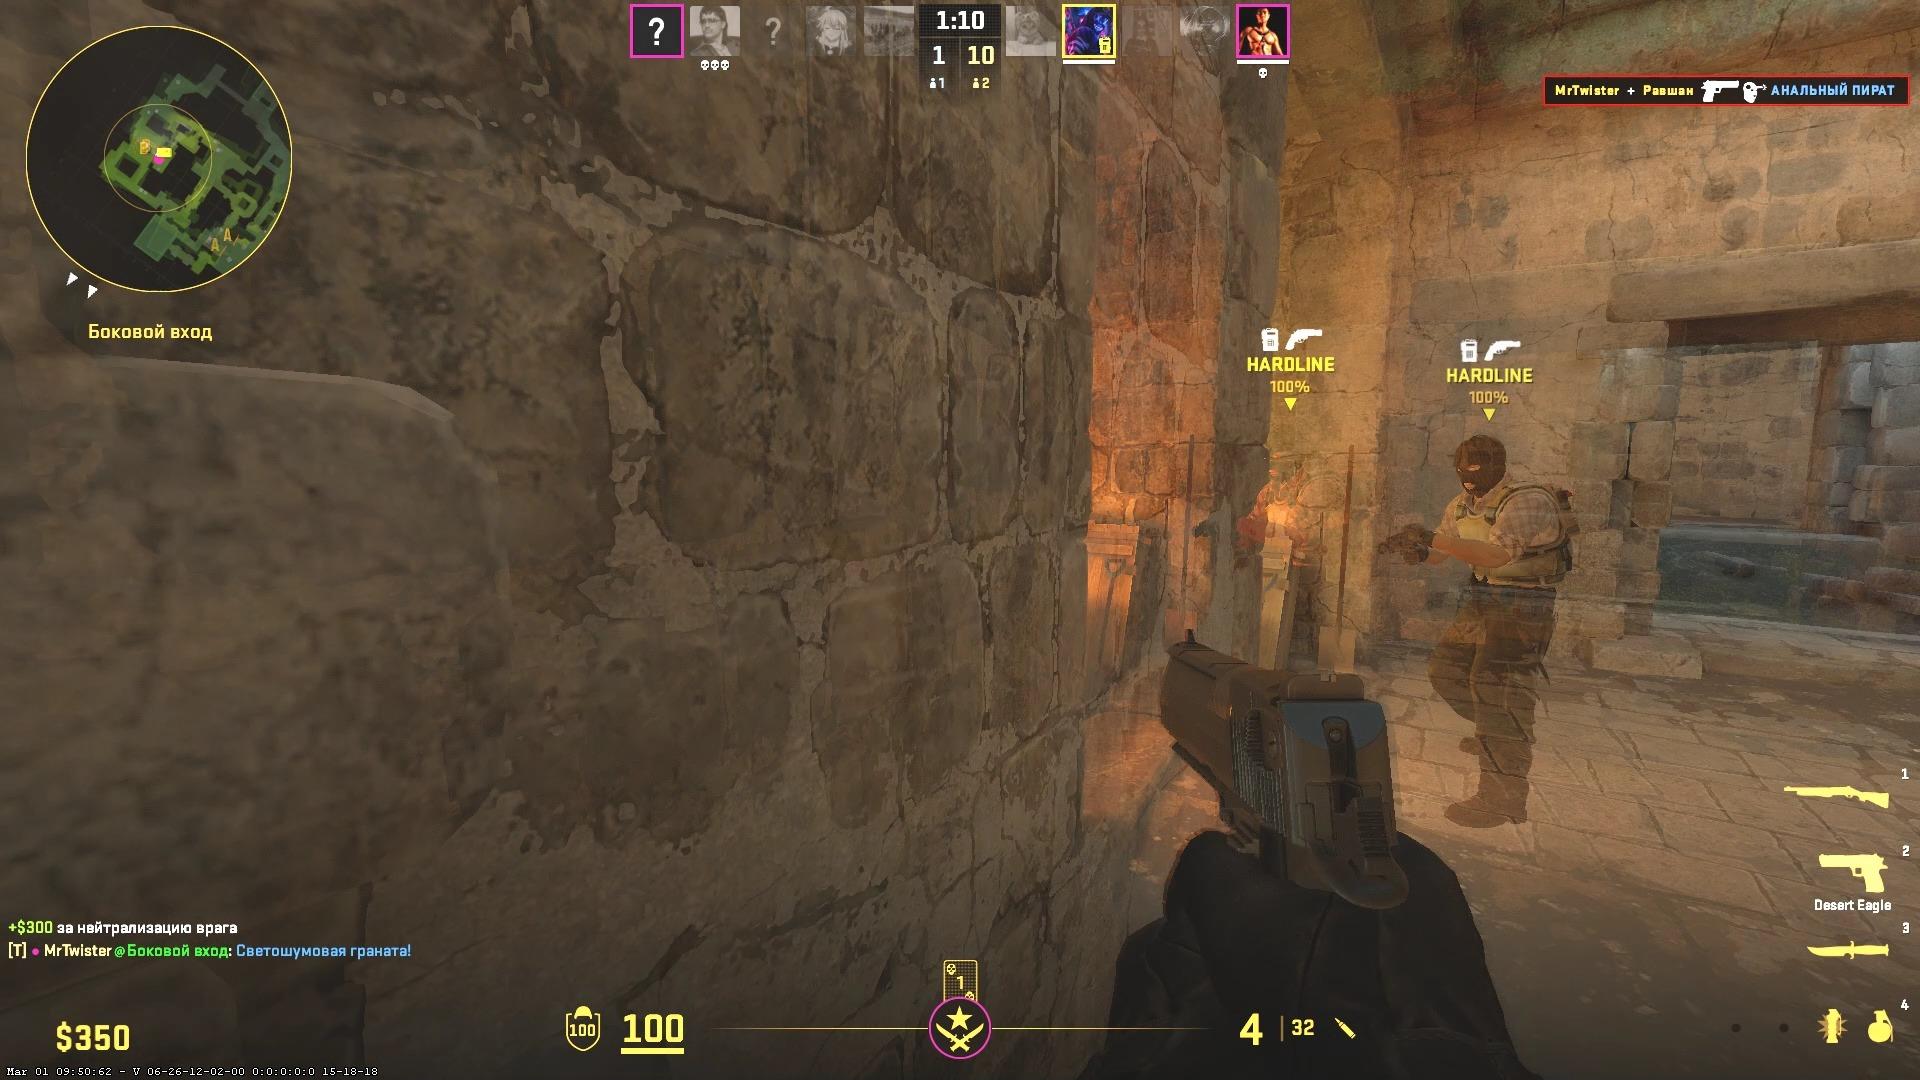 ?
?
1:10
1 10
1 2
MrTwister + Равшан АНАЛЬНЫЙ ПИРАТ
B
A A
Боковой вход
HARDLINE
100%
HARDLINE
100%
1
2
Desert Eagle
3
4
+$300 за нейтрализацию врага
[T] • MrTwister@Боковой вход: Светошумовая граната!
1
$350
100 100
4 | 32
Mar 01 09:50:62 - V 06-26-12-02-00 0:0:0:0:0 15-18-18